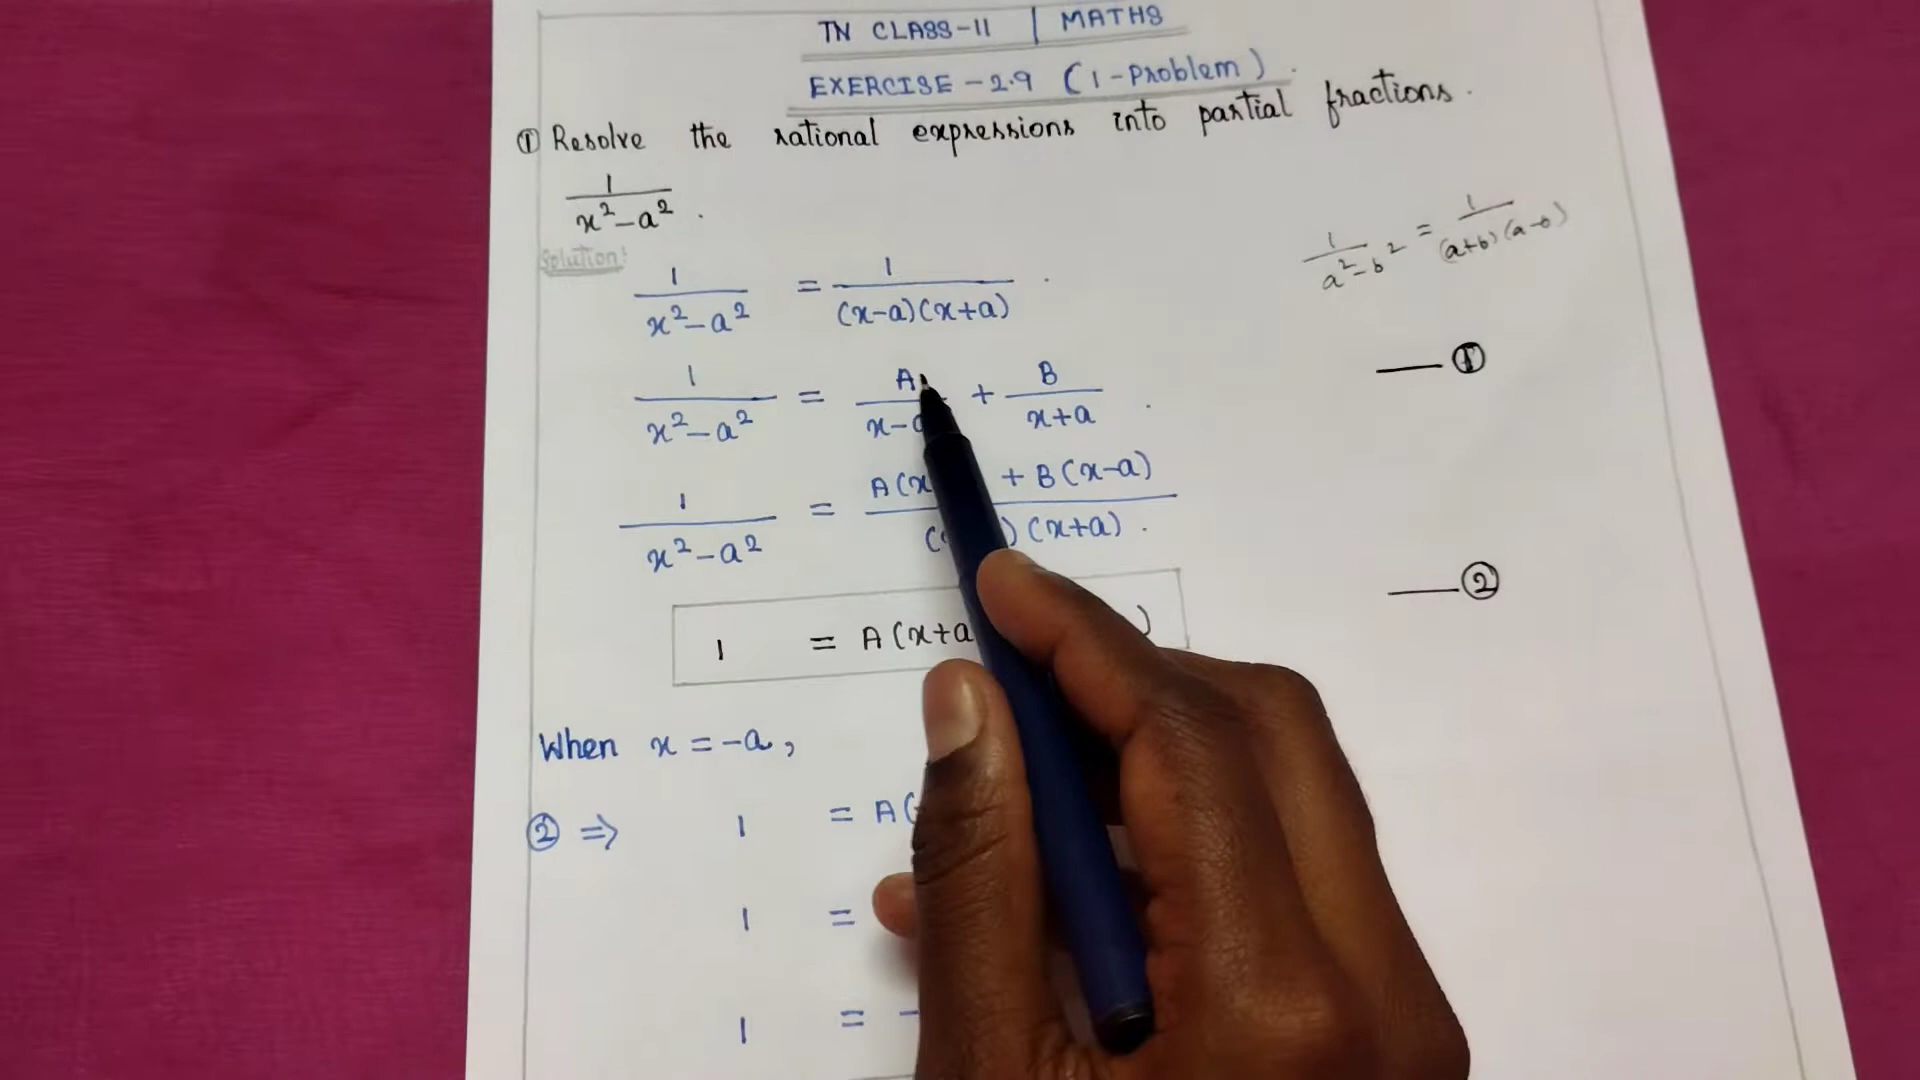 TN CLASS-11 | MATHS
EXERCISE-2.9 (1-Problem).
① Resolve the rational expressions into partial fractions.
1/(x²-a²).
Solution:
1/(x²-a²) = 1/((x-a)(x+a)).
1/(a²-b²) = 1/((a+b)(a-b))
1/(x²-a²) = A/(x- + B/(x+a). —①
1/(x²-a²) = A(x + B(x-a) / ( )(x+a).
1 = A(x+a ) —②
When x = -a,
② ⇒ 1 = A(
1 =
1 = -